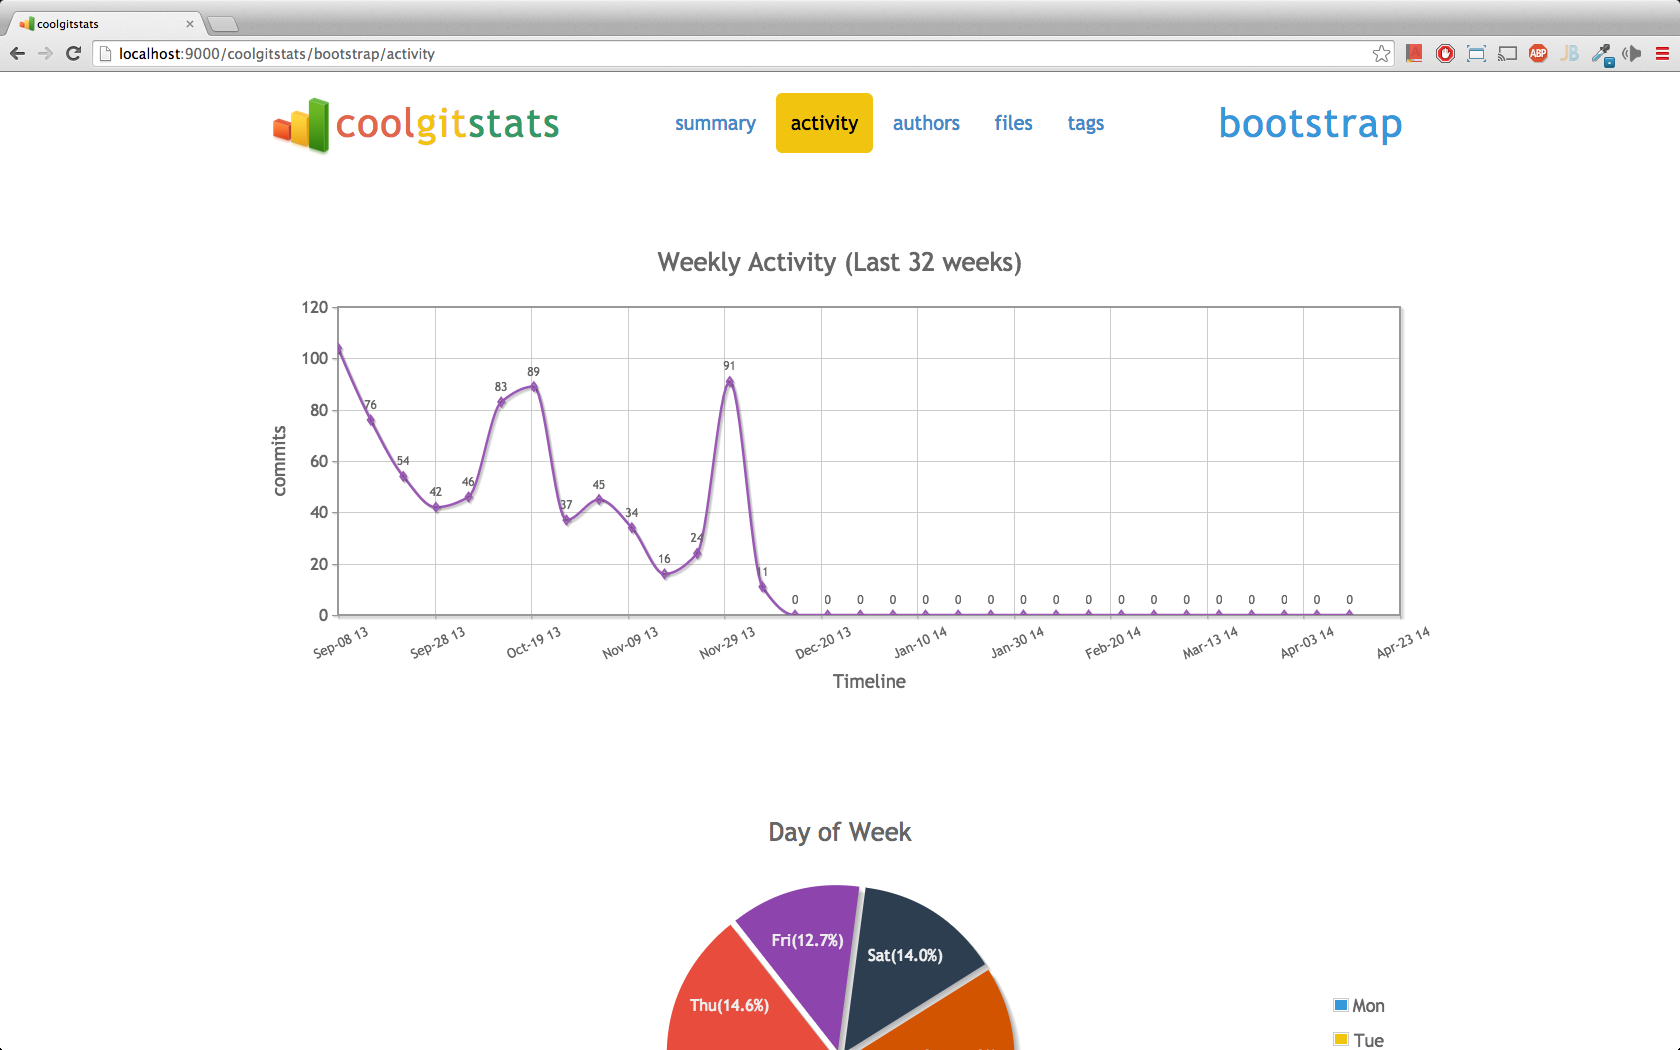 coolgitstats
localhost:9000/coolgitstats/bootstrap/activity
ABP
JB
coolgitstats
summary
activity
authors
files
tags
bootstrap
Weekly Activity (Last 32 weeks)
120
100
80
60
40
20
0
commits
76
54
42
46
83
89
37
45
34
16
24
91
11
0 0 0 0 0 0 0 0 0 0 0 0 0 0 0 0 0 0
Sep-08 13
Sep-28 13
Oct-19 13
Nov-09 13
Nov-29 13
Dec-20 13
Jan-10 14
Jan-30 14
Feb-20 14
Mar-13 14
Apr-03 14
Apr-23 14
Timeline
Day of Week
Fri(12.7%)
Sat(14.0%)
Thu(14.6%)
Mon
Tue